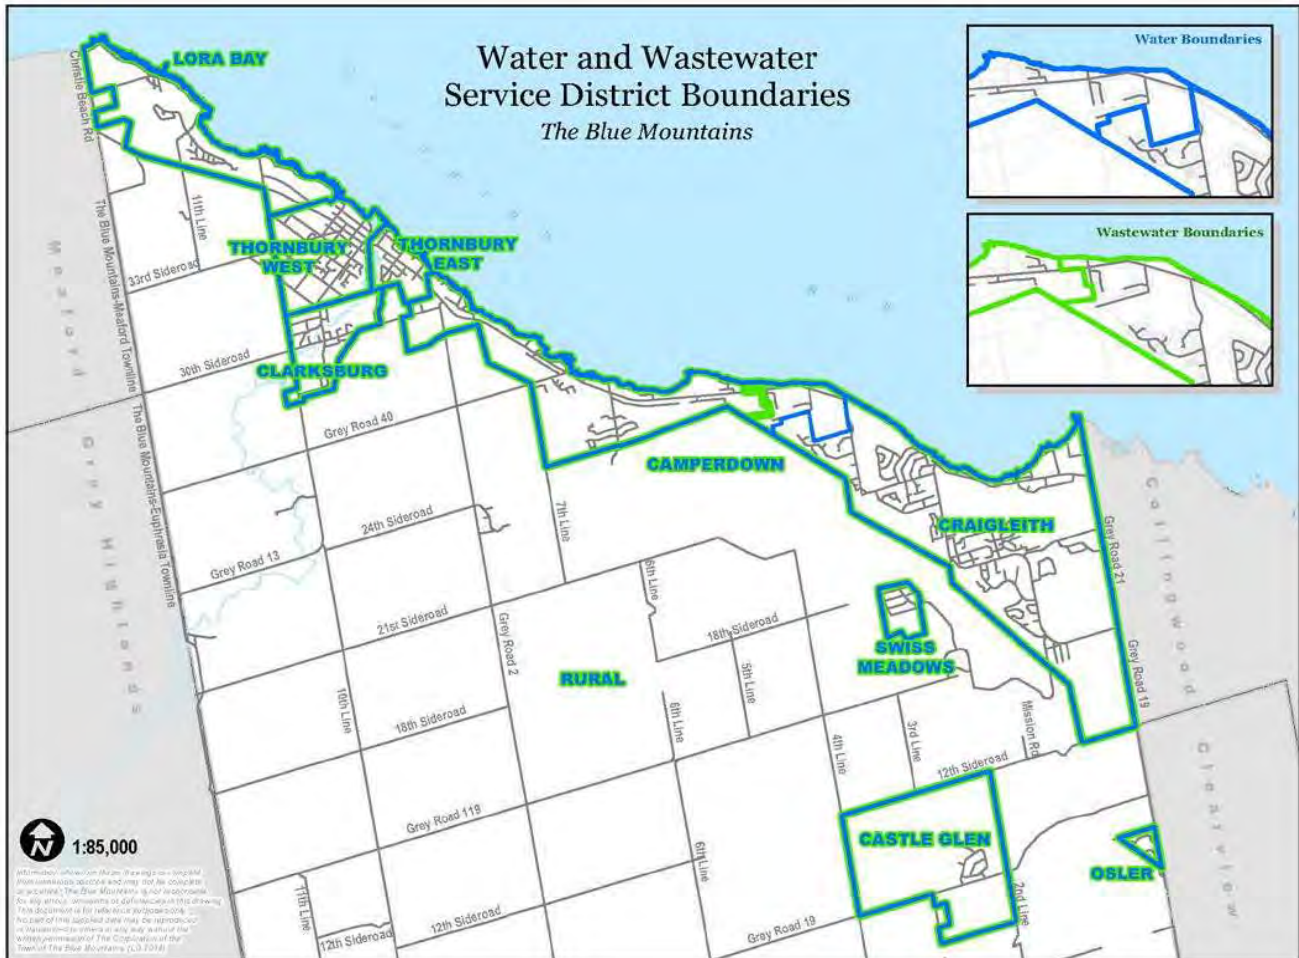 Water and Wastewater
Service District Boundaries
The Blue Mountains
Water Boundaries
Wastewater Boundaries
LORA BAY
Christie Beach Rd
11th Line
The Blue Mountains-Meaford Townline
33rd Sideroad
THORNBURY
WEST
THORNBURY
EAST
Meaford
30th Sideroad
CLARKSBURG
Grey Road 40
CAMPERDOWN
The Blue Mountains-Euphrasia Townline
Grey Highlands
24th Sideroad
7th Line
Grey Road 13
CRAIGLEITH
Grey Road 21
Collingwood
21st Sideroad
Grey Road 2
6th Line
18th Sideroad
SWISS
MEADOWS
RURAL
5th Line
Grey Road 19
10th Line
18th Sideroad
6th Line
4th Line
3rd Line
Mission Rd
12th Sideroad
Clearview
Grey Road 119
CASTLE GLEN
OSLER
6th Line
2nd Line
N
1:85,000
11th Line
12th Sideroad
12th Sideroad
Grey Road 19